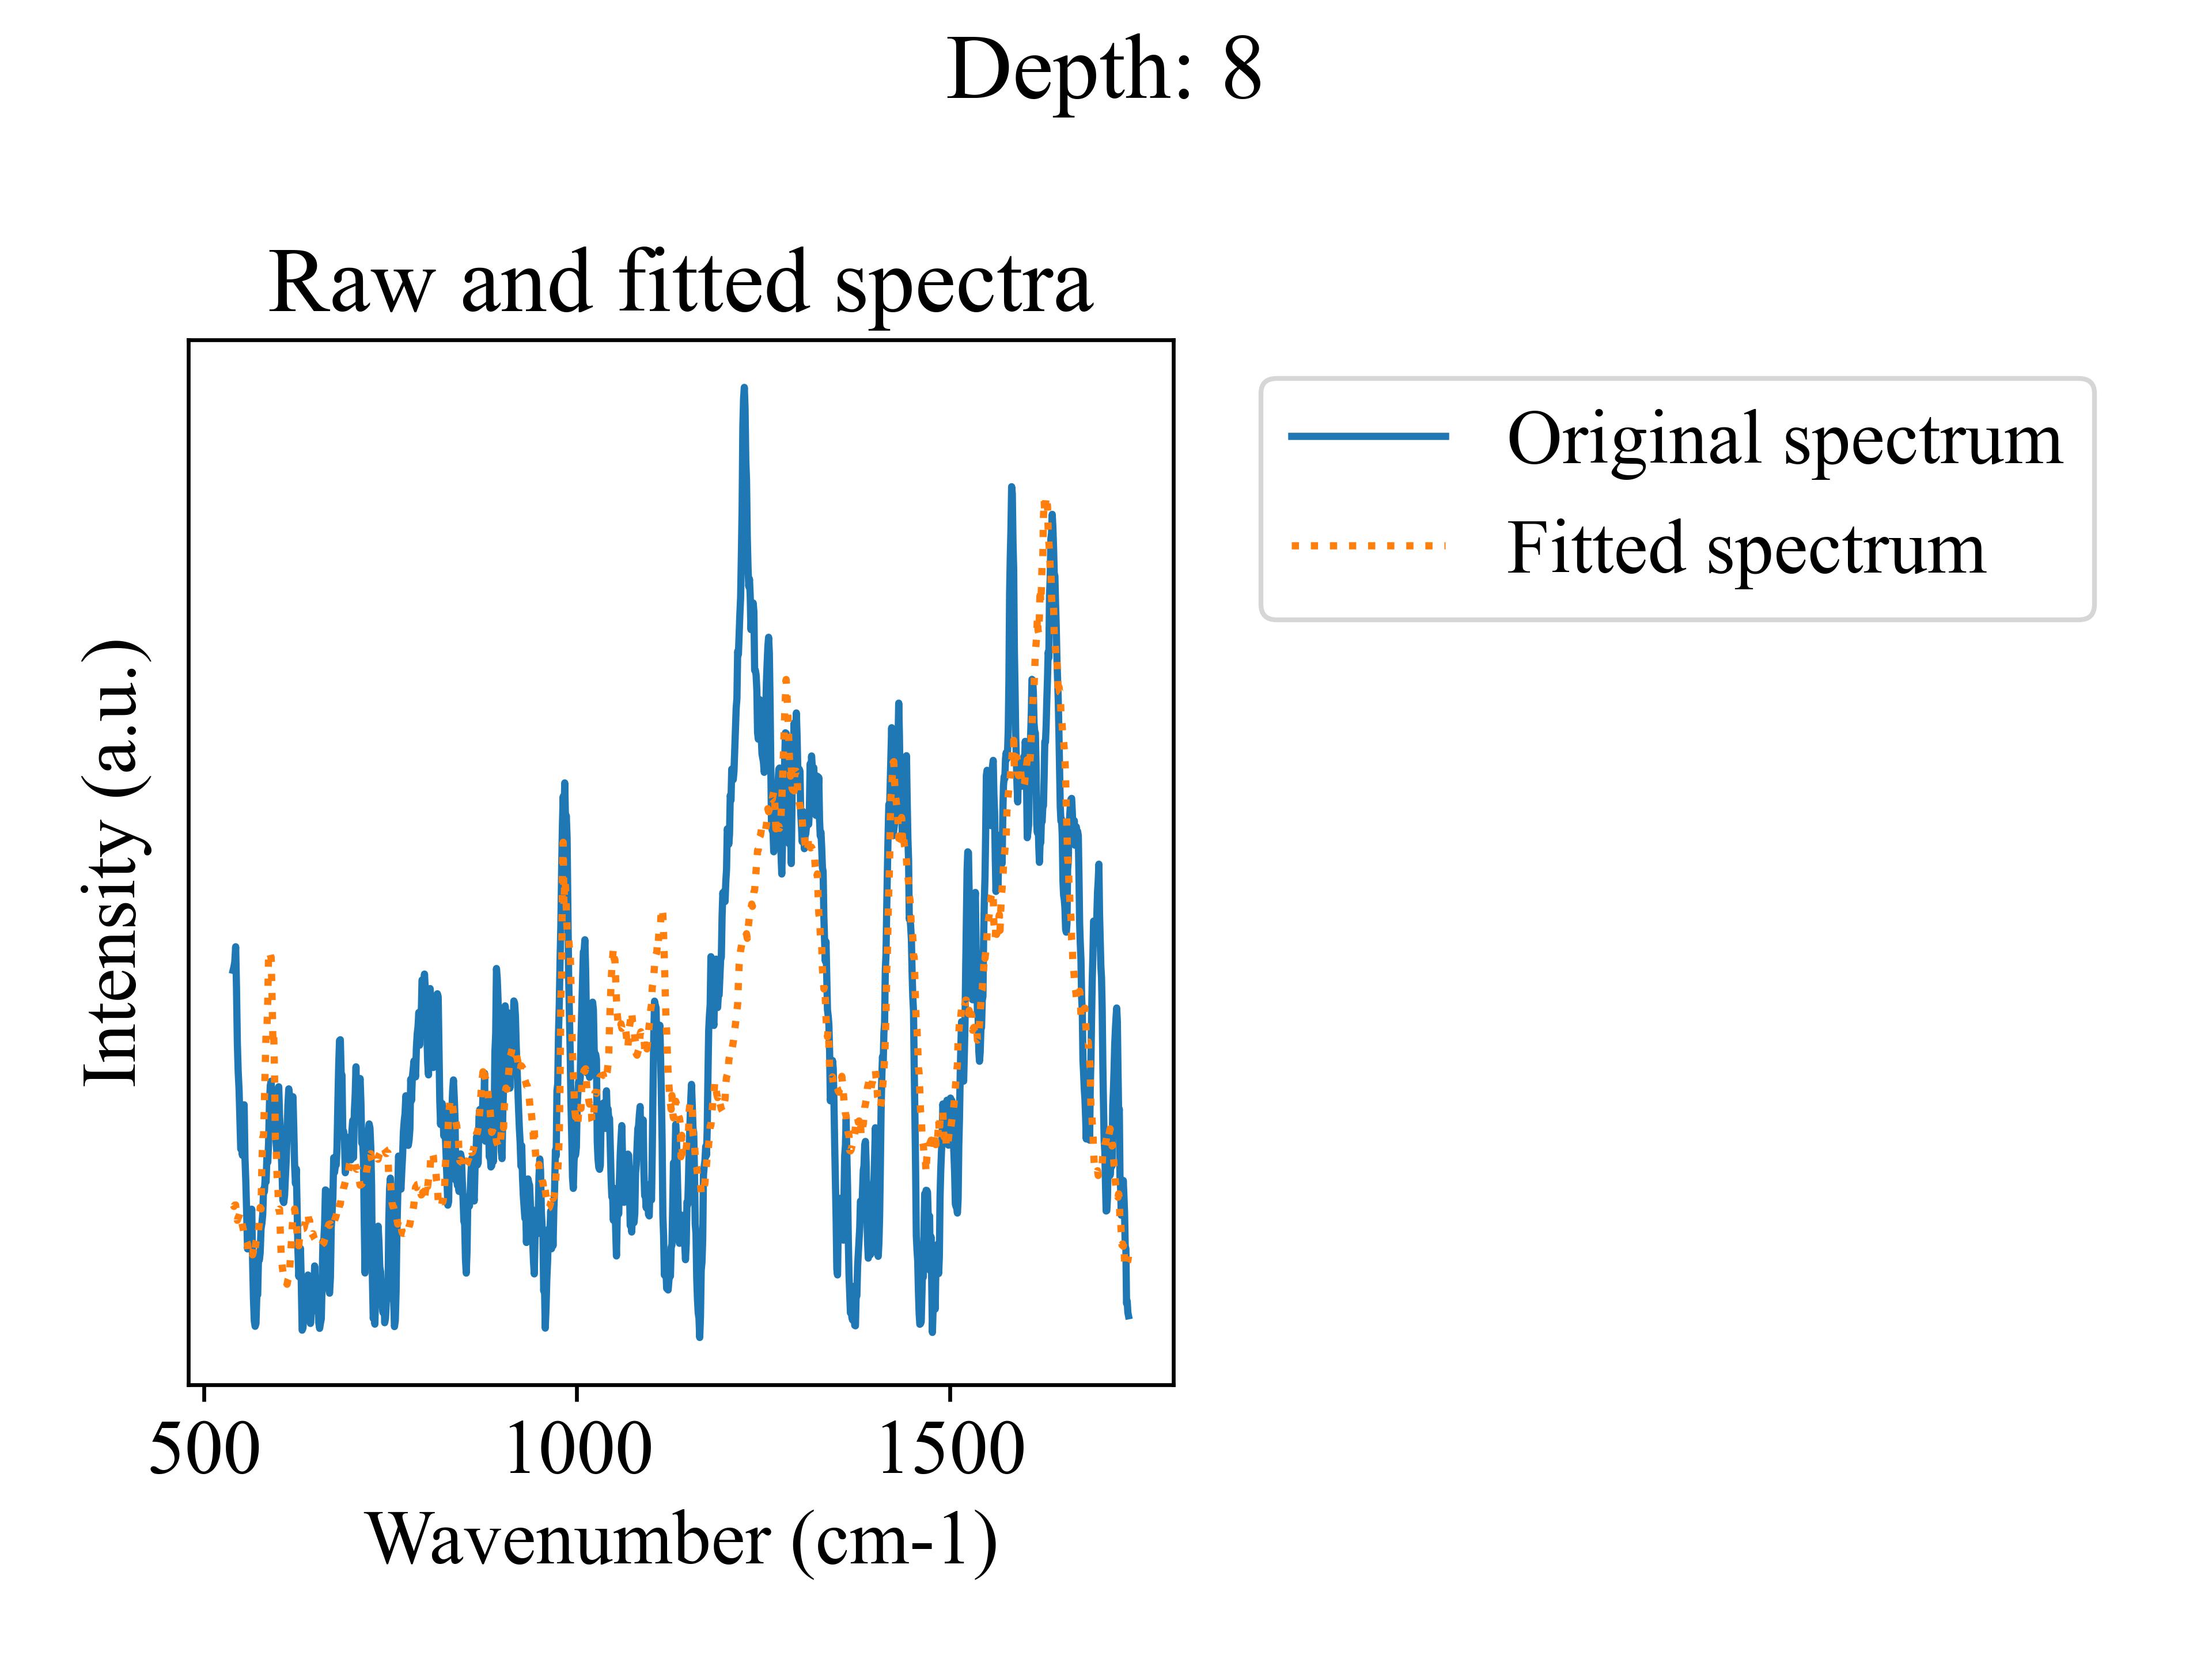 Depth: 8
Raw and fitted spectra
Original spectrum
Fitted spectrum
Intensity (a.u.)
500 1000 1500
Wavenumber (cm-1)